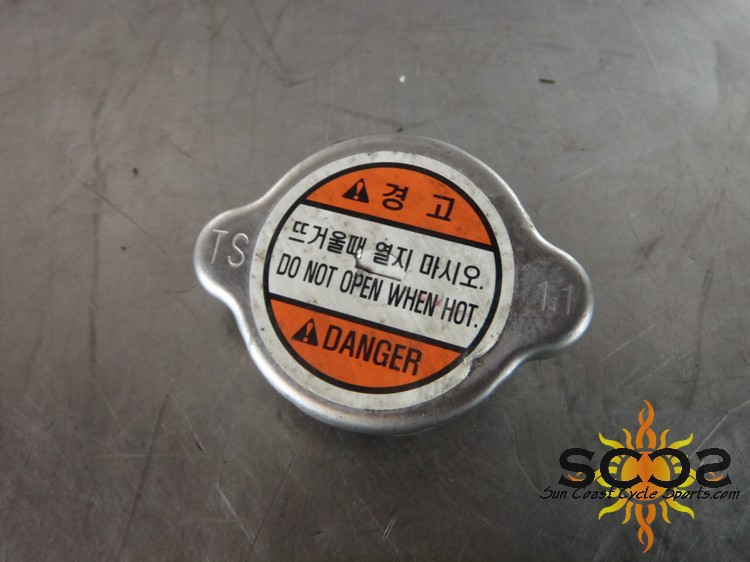 경 고
TS
뜨거울때 열지 마시오.
1.1
DO NOT OPEN WHEN HOT.
DANGER
SCCS
Sun Coast Cycle Sports.com